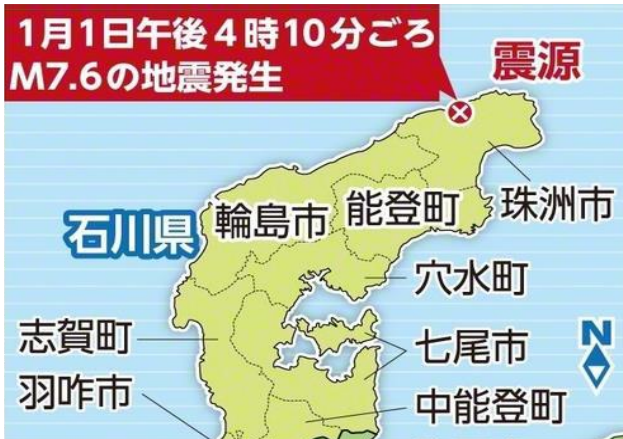 1月1日午後4時10分ごろ
M7.6の地震発生
震源
石川県
輪島市
能登町
珠洲市
穴水町
志賀町
七尾市
羽咋市
中能登町
N